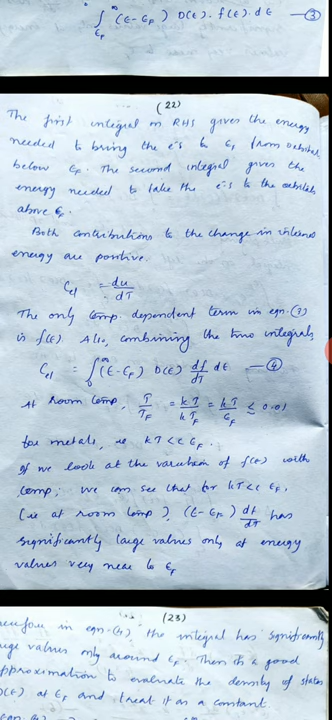 ∫_{ε_F}^{∞} (ε-ε_F) D(ε). f(ε). dε —③
(22)
The first integral on RHS gives the energy
needed to bring the e⁻s to ε_F from orbital
below ε_F. The second integral gives the
energy needed to take the e⁻s to the orbitals
above ε_F.
Both contributions to the change in internal
energy are positive.
C_el = du/dT
The only temp. dependent term in eqn. (3)
is f(ε). Also, combining the two integrals
C_el = ∫_0^∞ (ε-ε_F) D(ε) df/dT dε —④
At room temp, T/T_F = kT/kT_F = kT/ε_F ≤ 0.01
for metals, ie kT << ε_F.
If we look at the variation of f(ε) with
temp, we can see that for kT << ε_F,
(ie at room temp), (ε-ε_F) df/dT has
significantly large values only at energy
values very near to ε_F
(23)
Therefore in eqn-(4) the integral has significantly
large values only around ε_F. Then its a good
approximation to evaluate the density of states
D(ε) at ε_F and treat it as a constant.